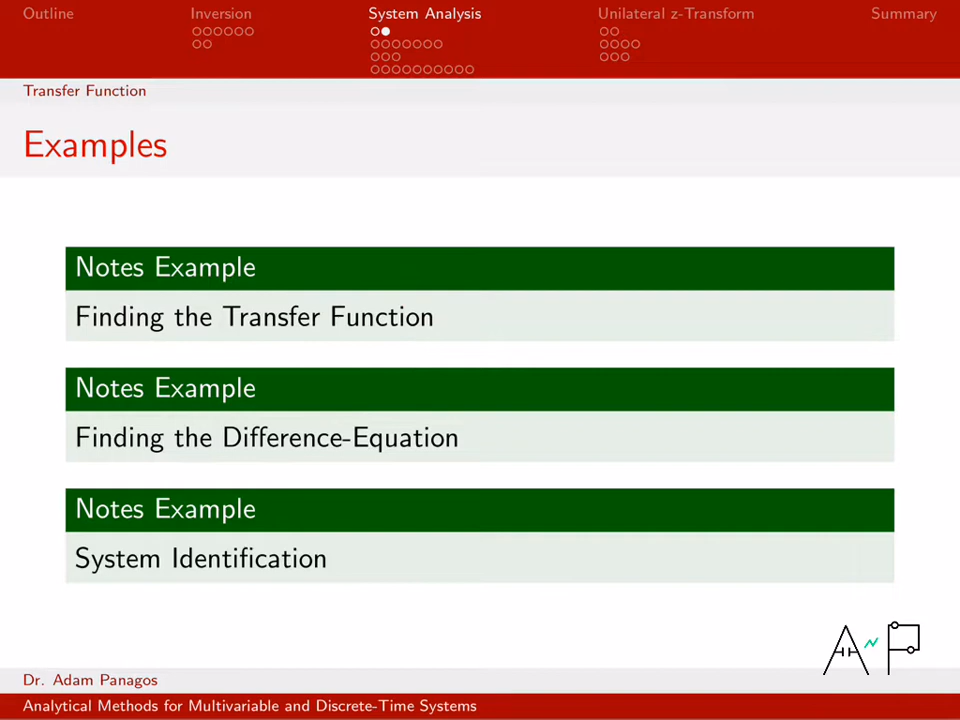 Outline
Inversion
System Analysis
Unilateral z-Transform
Summary
Transfer Function
Examples
Notes Example
Finding the Transfer Function
Notes Example
Finding the Difference-Equation
Notes Example
System Identification
AP
Dr. Adam Panagos
Analytical Methods for Multivariable and Discrete-Time Systems